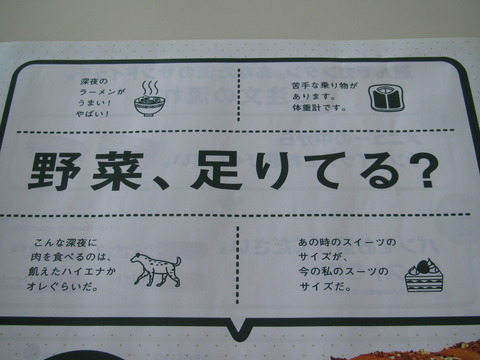 深夜の
ラーメンが
うまい！
やばい！
苦手な乗り物が
あります。
体重計です。
野菜、足りてる？
こんな深夜に
肉を食べるのは、
飢えたハイエナか
オレぐらいだ。
あの時のスイーツの
サイズが、
今の私のスーツの
サイズだ。